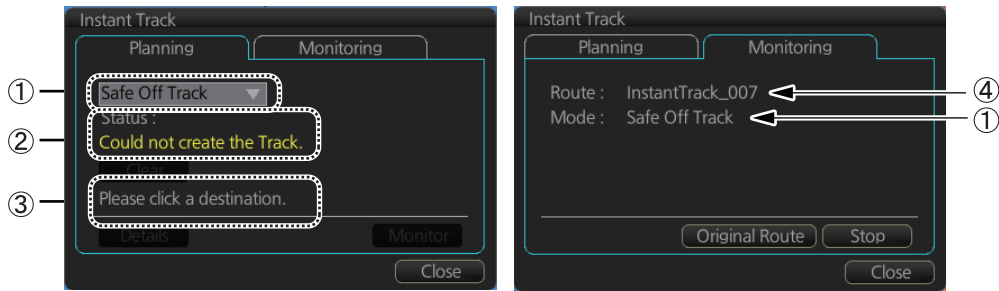 Instant Track
Planning
Monitoring
① Safe Off Track
Status :
② Could not create the Track.
Clear
③ Please click a destination.
Details
Monitor
Close
Instant Track
Planning
Monitoring
Route : InstantTrack_007 ④
Mode : Safe Off Track ①
Original Route
Stop
Close